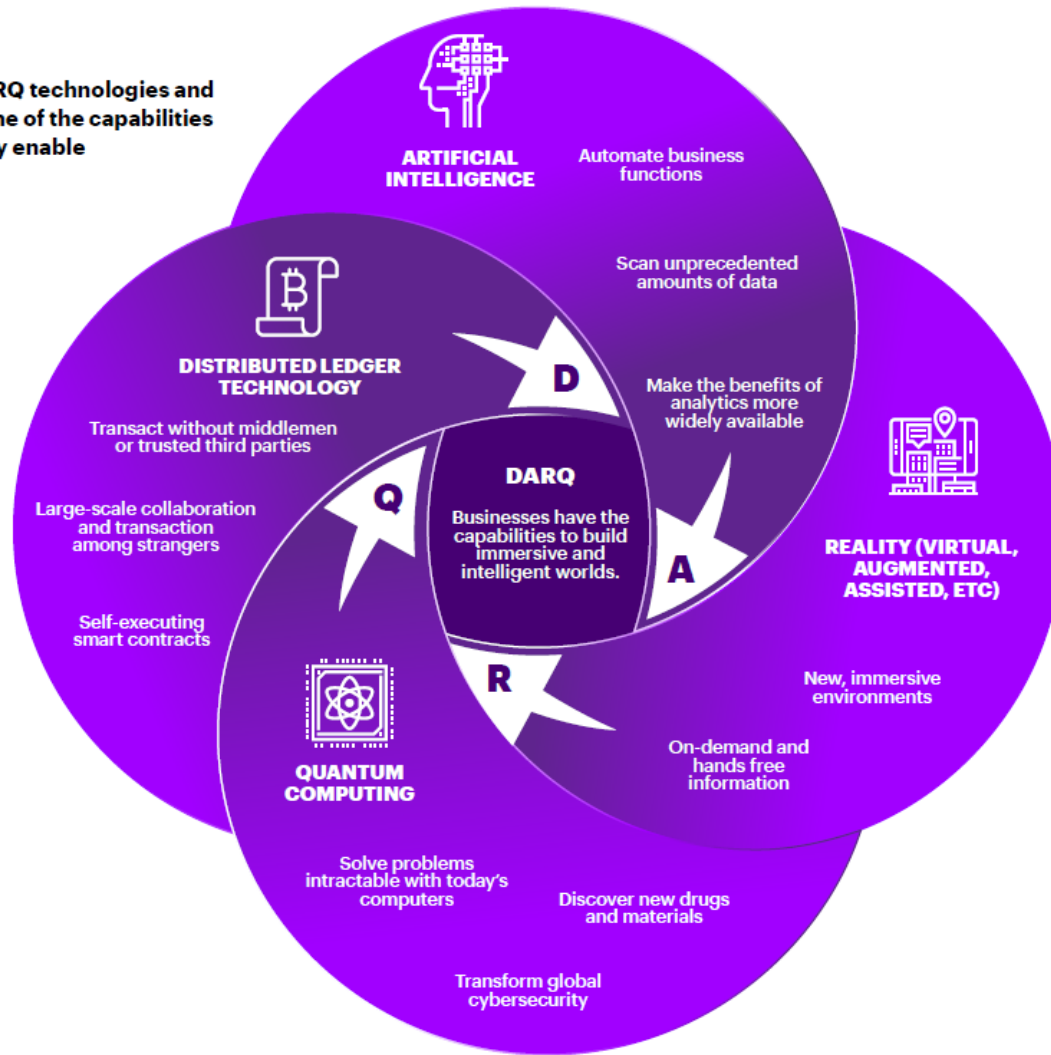 RQ technologies and
ne of the capabilities
y enable
ARTIFICIAL
INTELLIGENCE
Automate business
functions
Scan unprecedented
amounts of data
Make the benefits of
analytics more
widely available
DISTRIBUTED LEDGER
TECHNOLOGY
Transact without middlemen
or trusted third parties
Large-scale collaboration
and transaction
among strangers
Self-executing
smart contracts
D
Q
DARQ
Businesses have the
capabilities to build
immersive and
intelligent worlds.
A
R
REALITY (VIRTUAL,
AUGMENTED,
ASSISTED, ETC)
New, immersive
environments
On-demand and
hands free
information
QUANTUM
COMPUTING
Solve problems
intractable with today's
computers
Discover new drugs
and materials
Transform global
cybersecurity